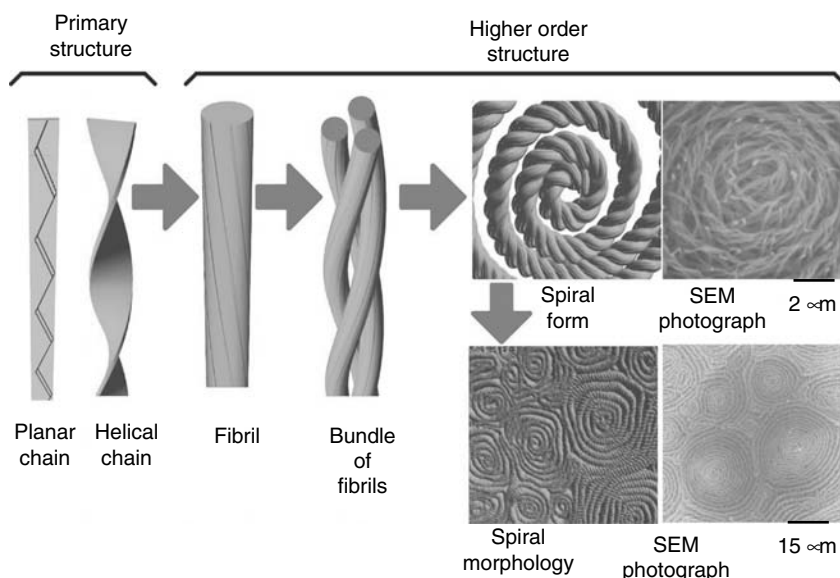 Primary
structure
Higher order
structure
Planar
chain
Helical
chain
Fibril
Bundle
of
fibrils
Spiral
form
SEM
photograph
2 ∝m
Spiral
morphology
SEM
photograph
15 ∝m